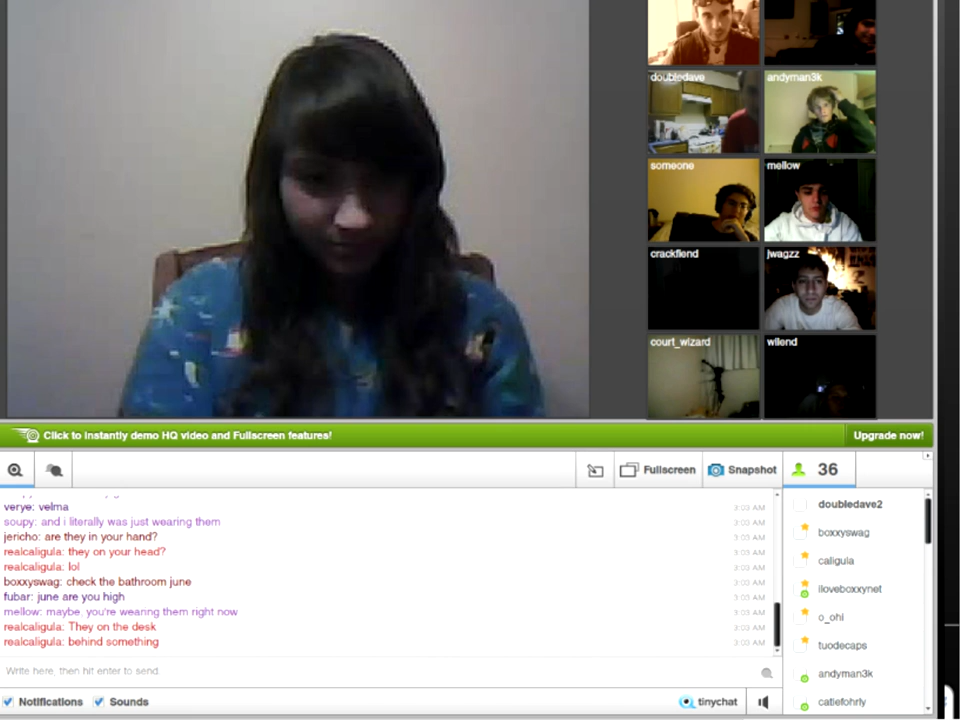 doubledave
andyman3k
someone
mellow
crackfiend
jwagzz
court_wizard
wilend
Click to instantly demo HQ video and Fullscreen features!
Upgrade now!
Fullscreen
Snapshot
36
verye: velma
3:03 AM
soupy: and i literally was just wearing them
3:03 AM
jericho: are they in your hand?
3:03 AM
realcaligula: they on your head?
3:03 AM
realcaligula: lol
3:03 AM
boxxyswag: check the bathroom june
3:03 AM
fubar: june are you high
3:03 AM
mellow: maybe. you're wearing them right now
3:03 AM
realcaligula: They on the desk
3:03 AM
realcaligula: behind something
3:03 AM
Write here, then hit enter to send
Notifications
Sounds
tinychat
doubledave2
boxxyswag
caligula
iloveboxxynet
o_ohi
tuodecaps
andyman3k
catiefohrly